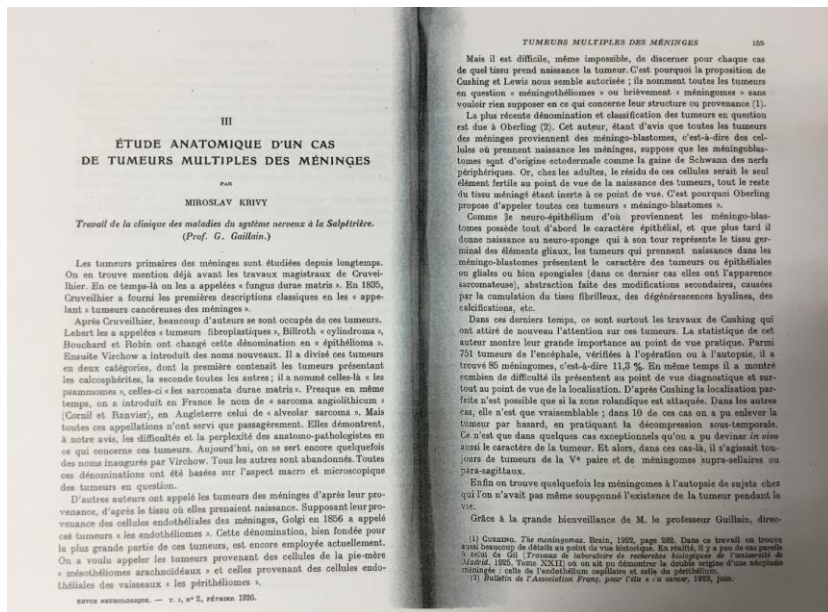 III
ÉTUDE ANATOMIQUE D'UN CAS
DE TUMEURS MULTIPLES DES MÉNINGES
PAR
MIROSLAV KRIVY
Travail de la clinique des maladies du système nerveux à la Salpétrière.
(Prof. G. Gaillain.)
Les tumeurs primaires des méninges sont étudiées depuis longtemps.
On en trouve mention déjà avant les travaux magistraux de Cruvei-
lhier. En ce temps-là on les a appelées « fungus durae matris ». En 1835,
Cruveilhier a fourni les premières descriptions classiques en les « appe-
lant » tumeurs cancéreuses des méninges ».
Après Cruveilhier, beaucoup d'auteurs se sont occupés de ces tumeurs.
Lebert les a appelées « tumeurs fibroplastiques », Billroth « cylindroma »,
Bouchard et Robin ont changé cette dénomination en « épithélioma ».
Ensuite Virchow a introduit des noms nouveaux. Il a divisé ces tumeurs
en deux catégories, dont la première contenait les tumeurs présentant
les calcosphérites, la seconde toutes les autres ; il a nommé celles-là « les
psammomes », celles-ci « les sarcomata durae matris ». Presque en même
temps, on a introduit en France le nom de « sarcoma angiolithicum »
(Cornil et Ranvier), en Angleterre celui de « alveolar sarcoma ». Mais
toutes ces appellations n'ont servi que passagèrement. Elles démontrent,
à notre avis, les difficultés et la perplexité des anatomo-pathologistes en
ce qui concerne ces tumeurs. Aujourd'hui, on se sert encore quelquefois
des noms inaugurés par Virchow. Tous les autres sont abandonnés. Toutes
ces dénominations ont été basées sur l'aspect macro et microscopique
des tumeurs en question.
D'autres auteurs ont appelé les tumeurs des méninges d'après leur pro-
venance, d'après le tissu où elles prenaient naissance. Supposant leur pro-
venance des cellules endothéliales des méninges, Golgi en 1856 a appelé
ces tumeurs « les endothéliomes ». Cette dénomination, bien fondée pour
la plus grande partie de ces tumeurs, est encore employée actuellement.
On a voulu appeler les tumeurs provenant des cellules de la pie-mère
« mésothéliomes arachnoïdéaux » et celles provenant des cellules endo-
théliales des vaisseaux « les périthéliomes ».
REVUE NEUROLOGIQUE. — T. I, N° 2, FÉVRIER 1926.
TUMEURS MULTIPLES DES MÉNINGES 159
Mais il est difficile, même impossible, de discerner pour chaque cas
de quel tissu prend naissance la tumeur. C'est pourquoi la proposition de
Cushing et Lewis nous semble autorisée ; ils nomment toutes les tumeurs
en question « méningothéliomes » ou brièvement « méningiomes » sans
vouloir rien supposer en ce qui concerne leur structure ou provenance (1).
La plus récente dénomination et classification des tumeurs en question
est due à Oberling (2). Cet auteur, étant d'avis que toutes les tumeurs
des méninges proviennent des méningo-blastomes, c'est-à-dire des cel-
lules où prennent naissance les méninges, suppose que les méningoblas-
tomes sont d'origine ectodermale comme la gaine de Schwann des nerfs
périphériques. Or, chez les adultes, le résidu de ces cellules serait le seul
élément fertile au point de vue de la naissance des tumeurs, tout le reste
du tissu méningé étant inerte à ce point de vue. C'est pourquoi Oberling
propose d'appeler toutes ces tumeurs « méningo-blastomes ».
Comme le neuro-épithélium d'où proviennent les méningo-blas-
tomes possède tout d'abord le caractère épithélial, et que plus tard il
donne naissance au neuro-sponge qui à son tour représente le tissu ger-
minal des éléments gliaux, les tumeurs qui prennent naissance dans les
méningo-blastomes présentent le caractère des tumeurs ou épithéliales
ou gliales ou bien spongiales (dans ce dernier cas elles ont l'apparence
sarcomateuse), abstraction faite des modifications secondaires, causées
par la cumulation du tissu fibrilleux, des dégénérescences hyalines, des
calcifications, etc.
Dans ces derniers temps, ce sont surtout les travaux de Cushing qui
ont attiré de nouveau l'attention sur ces tumeurs. La statistique de cet
auteur montre leur grande importance au point de vue pratique. Parmi
751 tumeurs de l'encéphale, vérifiées à l'opération ou à l'autopsie, il a
trouvé 85 méningiomes, c'est-à-dire 11,3 %. En même temps il a montré
combien de difficulté ils présentent au point de vue diagnostique et sur-
tout au point de vue de la localisation. D'après Cushing la localisation par-
faite n'est possible que si la zone rolandique est attaquée. Dans les autres
cas, elle n'est que vraisemblable ; dans 10 de ces cas on a pu enlever la
tumeur par hasard, en pratiquant la décompression sous-temporale.
Ce n'est que dans quelques cas exceptionnels qu'on a pu deviner in vivo
aussi le caractère de la tumeur. Et alors, dans ces cas-là, il s'agissait tou-
jours de tumeurs de la Vᵉ paire et de méningiomes supra-sellaires ou
para-sagittaux.
Enfin on trouve quelquefois les méningiomes à l'autopsie de sujets chez
qui l'on n'avait pas même soupçonné l'existence de la tumeur pendant la
vie.
Grâce à la grande bienveillance de M. le professeur Guillain, direc-
(1) CUSHING. The meningiomas. Brain, 1922, page 282. Dans ce travail on trouve
aussi beaucoup de détails au point de vue historique. En réalité, il y a peu de cas pareils
à celui de Gil (Travaux de laboratoire de recherches biologiques de l'université de
Madrid, 1925. Tome XXII) où on ait pu démontrer la double origine d'une néoplasie
méningée : celle de l'endothélium capillaire et celle du périthélium.
(2) Bulletin de l'Association Franç. pour l'étu cancer, 1922, juin.